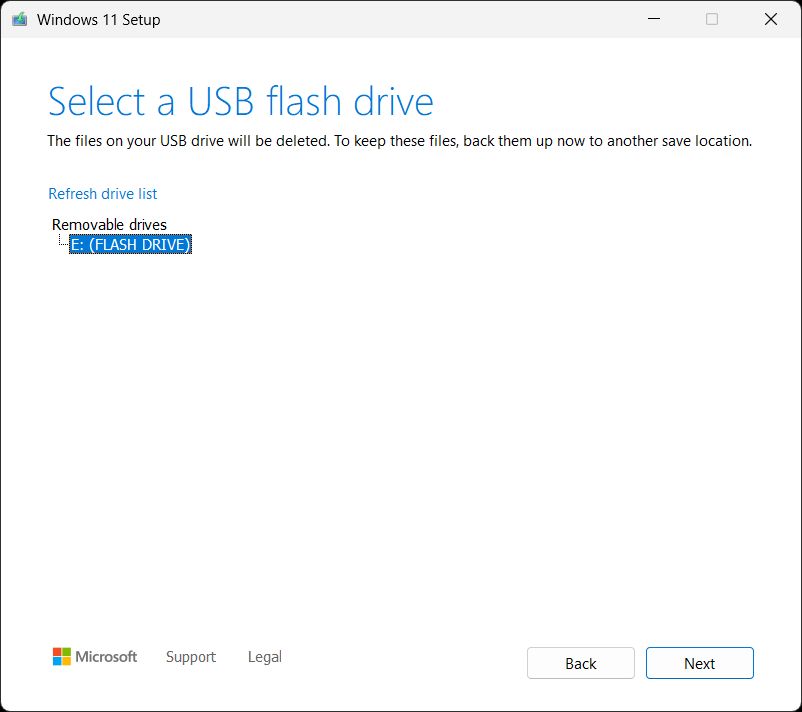 Windows 11 Setup
Select a USB flash drive
The files on your USB drive will be deleted. To keep these files, back them up now to another save location.
Refresh drive list
Removable drives
E: (FLASH DRIVE)
Microsoft Support Legal Back Next